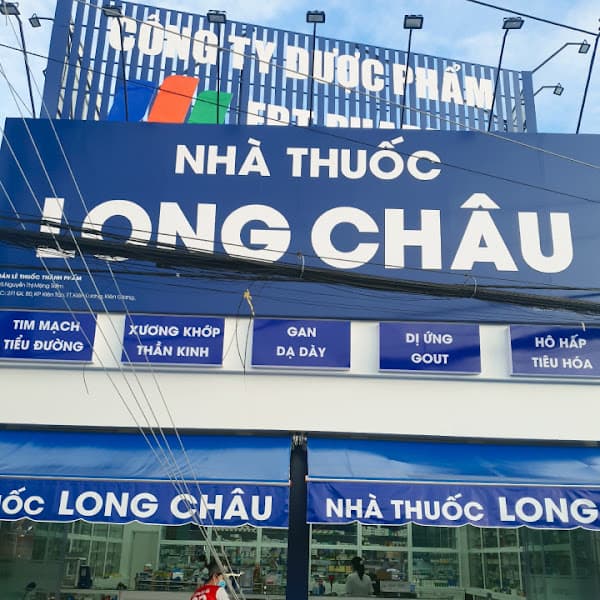 CÔNG TY DƯỢC PHẨM
NHÀ THUỐC
LONG CHÂU
TIM MẠCH
TIỂU ĐƯỜNG
XƯƠNG KHỚP
THẦN KINH
GAN
DẠ DÀY
DỊ ỨNG
GOUT
HÔ HẤP
TIÊU HÓA
LONG CHÂU
NHÀ THUỐC LONG